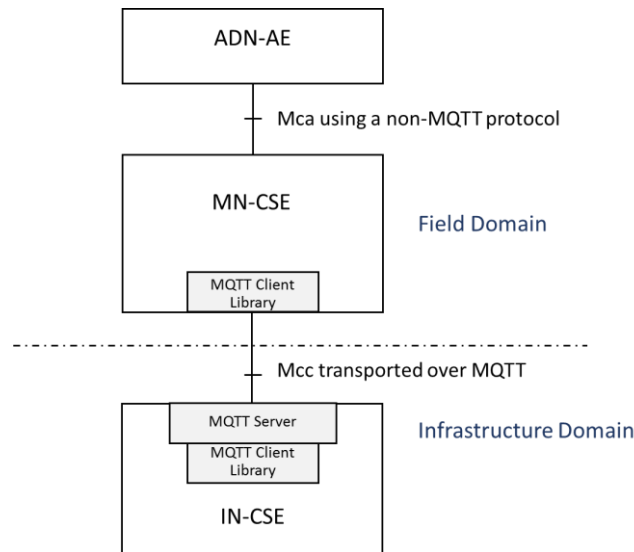 ADN-AE
Mca using a non-MQTT protocol
MN-CSE
Field Domain
MQTT Client
Library
Mcc transported over MQTT
MQTT Server
Infrastructure Domain
MQTT Client
Library
IN-CSE